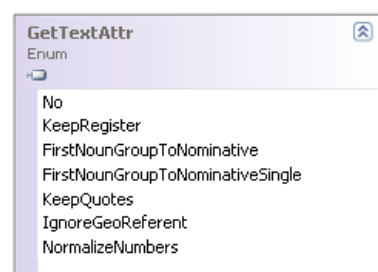 GetTextAttr
Enum
No
KeepRegister
FirstNounGroupToNominative
FirstNounGroupToNominativeSingle
KeepQuotes
IgnoreGeoReferent
NormalizeNumbers